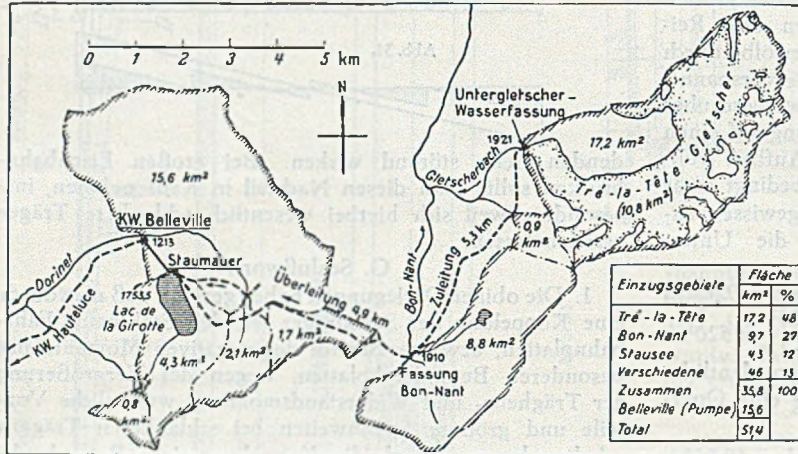 0 1 2 3 4 5
km
N
Untergletscher-
Wasserfassung
1921
17,2 km²
Gletscher
Tré-la-Tête
(10,8 km²)
Gletscherbach
0,9
km²
15,6 km²
KW. Belleville
1213
Staumauer
Dorinet
1753,5
Lac de
la Girotte
KW. Hauteluce
Überleitung 4,9 km
Zuleitung 5,3 km
Bon-Nant
4,3 km²
2,1 km²
1,7 km²
0,8
km²
8,8 km²
1910
Fassung
Bon-Nant
Einzugsgebiete Fläche
km² %
Tré-la-Tête 17,2 48
Bon-Nant 9,7 27
Stausee 4,3 12
Verschiedene 4,6 13
Zusammen 35,8 100
Belleville (Pumpe) 15,6
Total 51,4